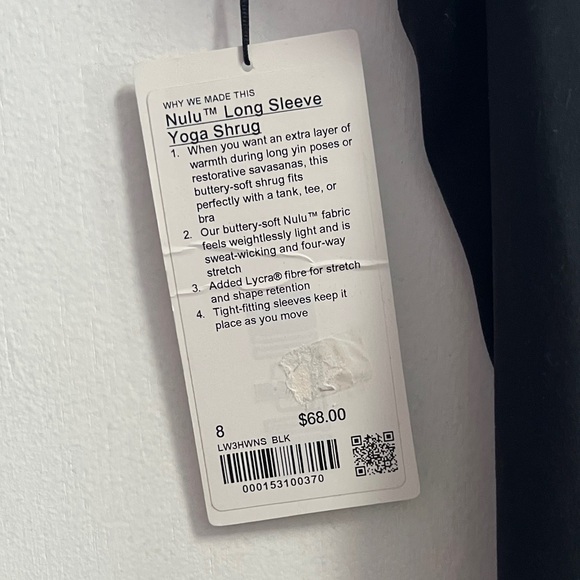 WHY WE MADE THIS
Nulu™ Long Sleeve
Yoga Shrug
1. When you want an extra layer of
warmth during long yin poses or
restorative savasanas, this
buttery-soft shrug fits
perfectly with a tank, tee, or
bra
2. Our buttery-soft Nulu™ fabric
feels weightlessly light and is
sweat-wicking and four-way
stretch
3. Added Lycra® fibre for stretch
and shape retention
4. Tight-fitting sleeves keep it
place as you move
8 $68.00
LW3HWNS BLK
000153100370